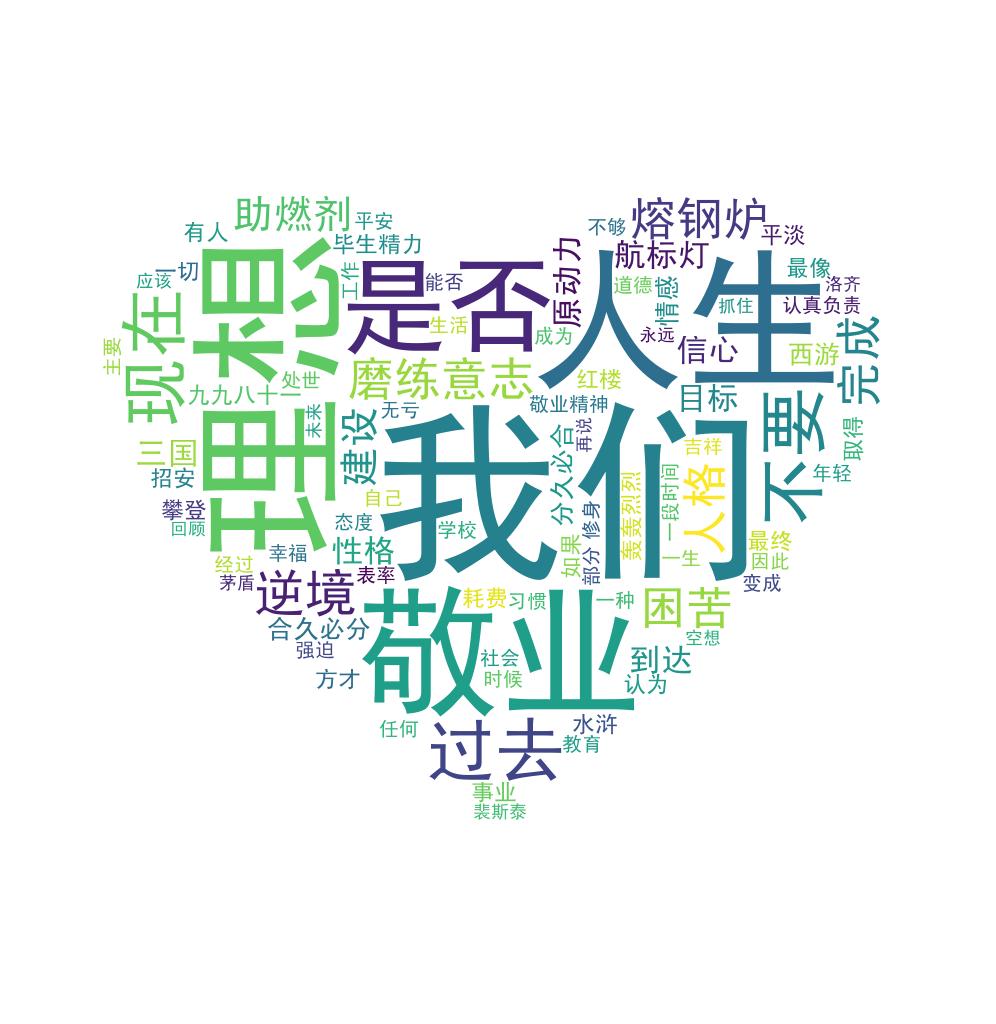 助燃剂
平安
有人
毕生精力
一切
应该
理想
工作
是否
能否
原动力
不够
熔钢炉
平淡
航标灯
道德
情感
最像
洛齐
抓住
认真负责
人生
永远
信心
西游
完成
生活
成为
现在
主要
九九八十一
处世
磨练意志
红楼
目标
敬业精神
未来
建设
无亏
再说
我们
分久必合
修身
吉祥
不要
取得
年轻
三国
招安
攀登
回顾
自己
态度
学校
轰轰烈烈
一段时间
人格
性格
如果
部分
一生
最终
因此
变成
经过
幸福
茅盾
表率
逆境
合久必分
强迫
方才
敬业
耗费
习惯
一种
困苦
空想
社会
时候
到达
认为
任何
过去
水浒
教育
事业
裴斯泰